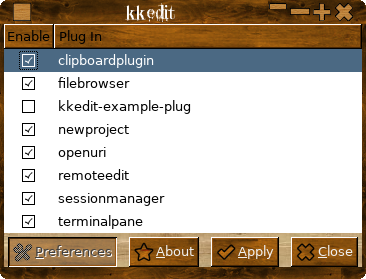 kkedit
Enable Plug In
clipboardplugin
filebrowser
kkedit-example-plug
newproject
openuri
remoteedit
sessionmanager
terminalpane
Preferences About Apply Close